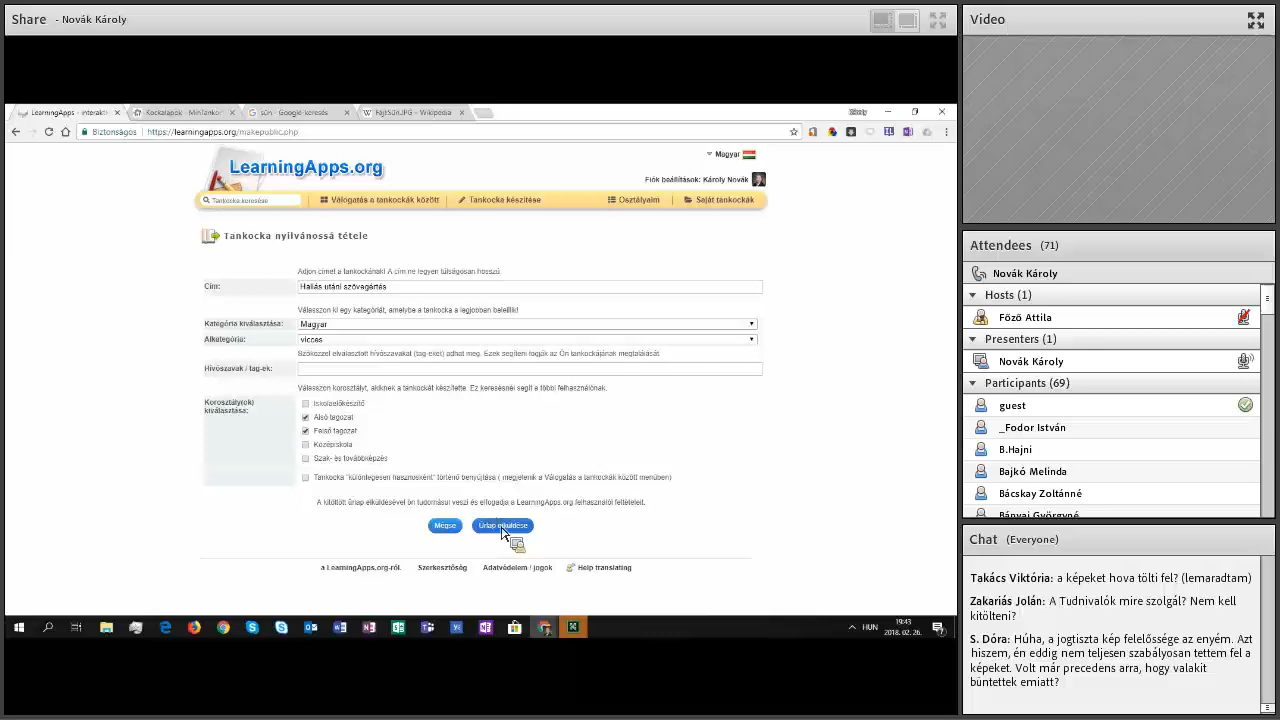 Share - Novák Károly
LearningApps - interaktí
Kockalapok - MiniTankon
sün - Google-keresés
FájlSün.JPG – Wikipédia
Biztonságos
https://learningapps.org/makepublic.php
Magyar
LearningApps.org
Fiók beállítások: Károly Novák
Tankocka keresése
Válogatás a tankockák között
Tankocka készítése
Osztályaim
Saját tankockák
Tankocka nyilvánossá tétele
Adjon címet a tankockának! A cím ne legyen túlságosan hosszú.
Cím:
Hallás utáni szövegértés
Válasszon ki egy kategóriát, amelybe a tankocka a legjobban beleillik!
Kategória kiválasztása:
Magyar
Alkategória:
vicces
Szóközzel elválasztott hívószavakat (tag-eket) adhat meg. Ezek segíteni fogják az Ön tankockájának megtalálását.
Hívószavak / tag-ek:
Válasszon korosztályt, akiknek a tankockát készítette. Ez keresésnél segít a többi felhasználónak.
Korosztály(ok)
kiválasztása:
Iskolaelőkészítő
Alsó tagozat
Felső tagozat
Középiskola
Szak- és továbbképzés
Tankocka "különlegesen hasznosként" történő benyújtása ( megjelenik a Válogatás a tankockák között menüben)
A kitöltött űrlap elküldésével ön tudomásul veszi és elfogadja a LearningApps.org felhasználói feltételeit.
Mégse
Űrlap elküldése
a LearningApps.org-ról.
Szerkesztőség
Adatvédelem / jogok
Help translating
HUN
19:43
2018. 02. 26.
Video
Attendees (71)
Novák Károly
Hosts (1)
Főző Attila
Presenters (1)
Novák Károly
Participants (69)
guest
_Fodor István
B.Hajni
Bajkó Melinda
Bácskay Zoltánné
Bányai Györgyné
Chat (Everyone)
Takács Viktória: a képeket hova tölti fel? (lemaradtam)
Zakariás Jolán: A Tudnivalók mire szolgál? Nem kell
kitölteni?
S. Dóra: Húha, a jogtiszta kép felelőssége az enyém. Azt
hiszem, én eddig nem teljesen szabályosan tettem fel a
képeket. Volt már precedens arra, hogy valakit
büntettek emiatt?